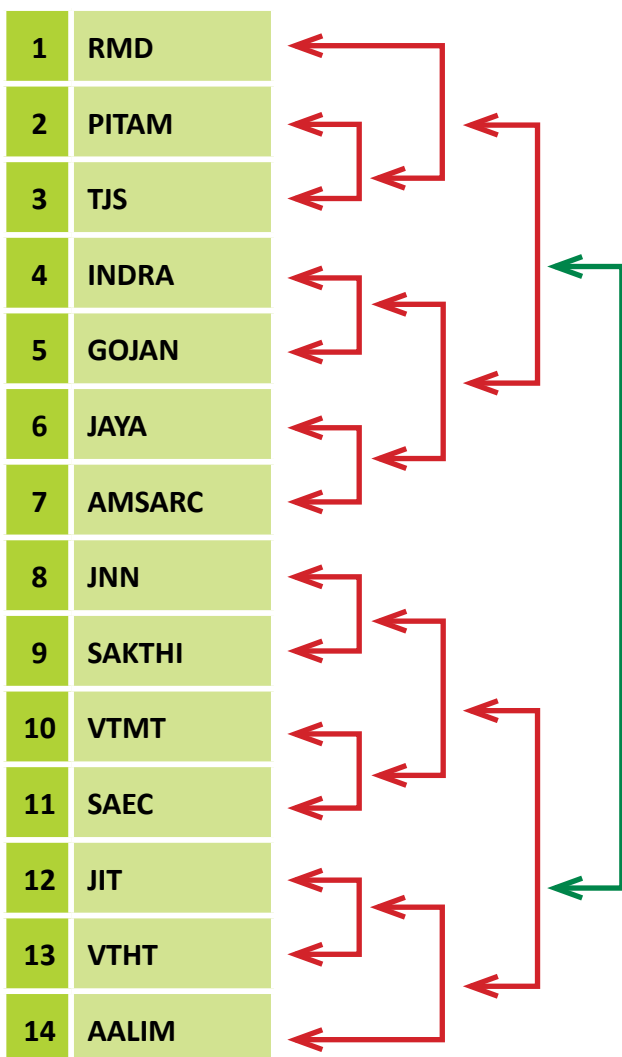 1 RMD
2 PITAM
3 TJS
4 INDRA
5 GOJAN
6 JAYA
7 AMSARC
8 JNN
9 SAKTHI
10 VTMT
11 SAEC
12 JIT
13 VTHT
14 AALIM